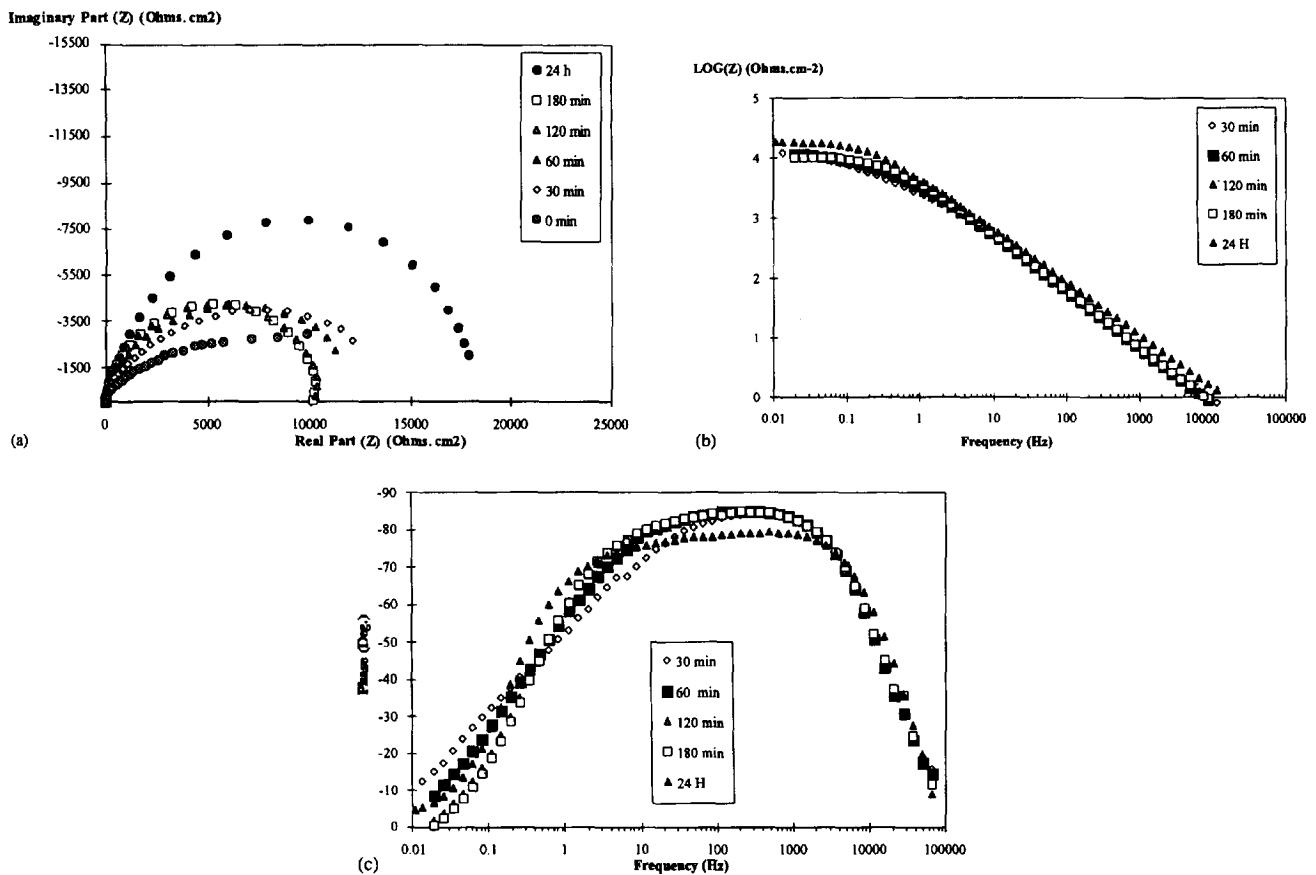 Imaginary Part (Z) (Ohms. cm2)
-15500
-13500
-11500
-9500
-7500
-5500
-3500
-1500
24 h
180 min
120 min
60 min
30 min
0 min
0 5000 10000 15000 20000 25000
(a)
Real Part (Z) (Ohms. cm2)
LOG(Z) (Ohms.cm-2)
5
4
3
2
1
0
30 min
60 min
120 min
180 min
24 H
0.01 0.1 1 10 100 1000 10000 100000
(b)
Frequency (Hz)
-90
-80
-70
-60
-50
-40
-30
-20
-10
0
Phase (Deg.)
30 min
60 min
120 min
180 min
24 H
0.01 0.1 1 10 100 1000 10000 100000
(c)
Frequency (Hz)